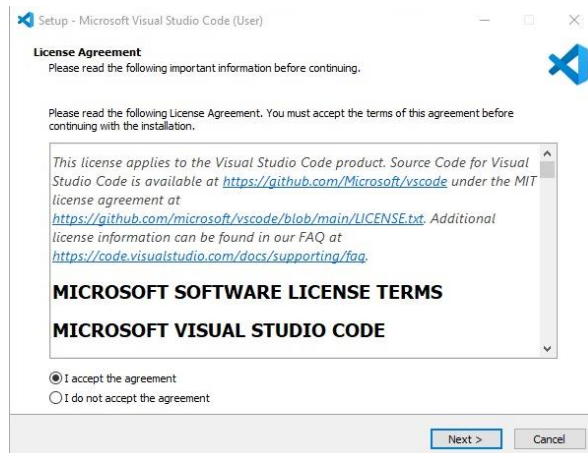 Setup - Microsoft Visual Studio Code (User)
License Agreement
Please read the following important information before continuing.
Please read the following License Agreement. You must accept the terms of this agreement before
continuing with the installation.
This license applies to the Visual Studio Code product. Source Code for Visual
Studio Code is available at https://github.com/Microsoft/vscode under the MIT
license agreement at
https://github.com/microsoft/vscode/blob/main/LICENSE.txt. Additional
license information can be found in our FAQ at
https://code.visualstudio.com/docs/supporting/faq.
MICROSOFT SOFTWARE LICENSE TERMS
MICROSOFT VISUAL STUDIO CODE
I accept the agreement
I do not accept the agreement
Next > Cancel